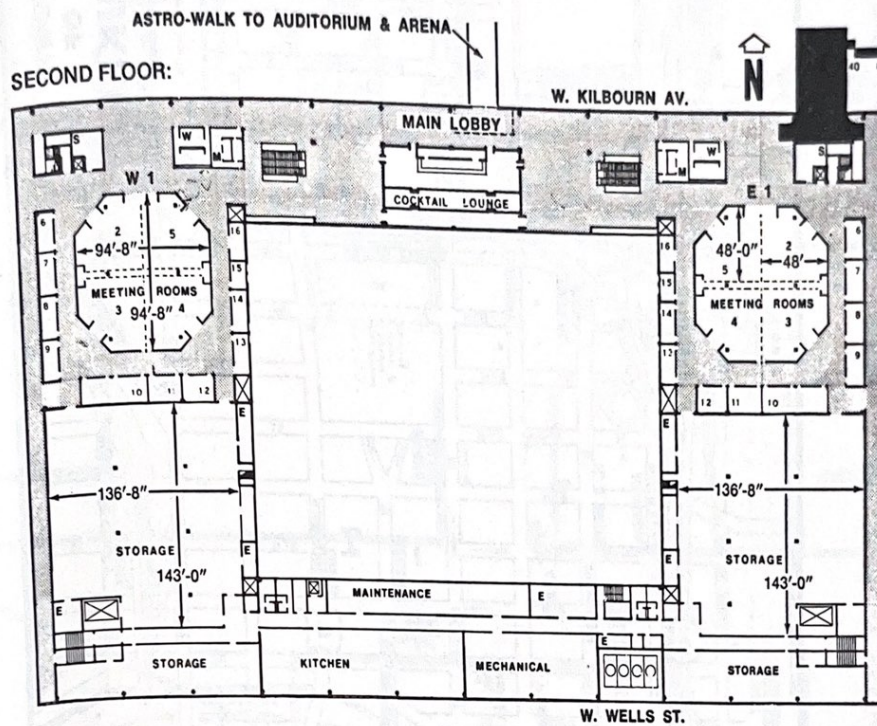 ASTRO-WALK TO AUDITORIUM & ARENA
SECOND FLOOR:
W. KILBOURN AV.
N
40
MAIN LOBBY
COCKTAIL LOUNGE
S
W
M
W 1
6
7
8
9
2
5
94'-8"
MEETING ROOMS
3
94'-8"
4
16
15
14
13
10
11
12
E
136'-8"
STORAGE
143'-0"
E
E
STORAGE
MAINTENANCE
E
KITCHEN
MECHANICAL
E
W
M
S
E 1
16
15
14
12
48'-0"
2
5
48'
MEETING ROOMS
4
3
6
7
8
9
12
11
10
E
136'-8"
STORAGE
143'-0"
E
E
STORAGE
W. WELLS ST.